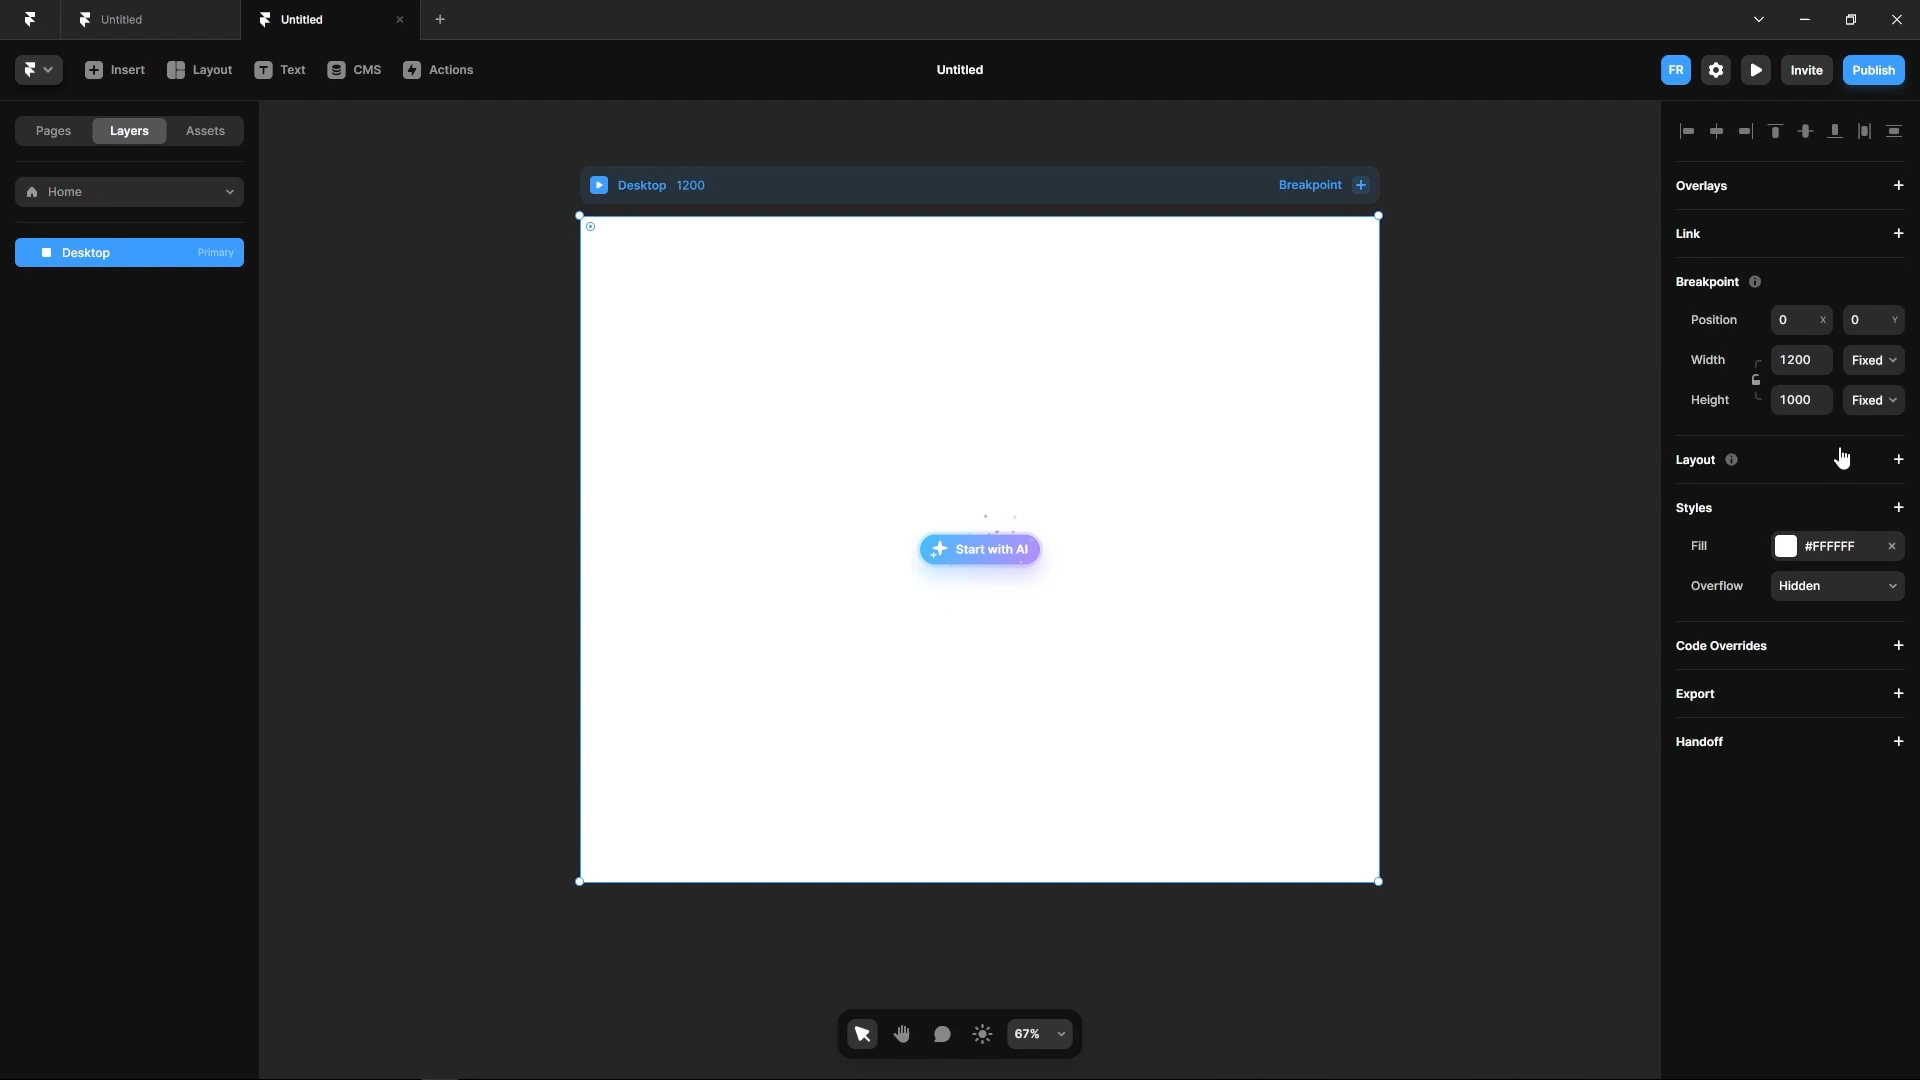 Untitled
Untitled
Insert
Layout
Text
CMS
Actions
Untitled
FR
Invite
Publish
Pages
Layers
Assets
Home
Desktop
Primary
Desktop 1200
Breakpoint
Start with AI
67%
Overlays
Link
Breakpoint
Position
0 X
0 Y
Width
1200
Fixed
Height
1000
Fixed
Layout
Styles
Fill
#FFFFFF
Overflow
Hidden
Code Overrides
Export
Handoff